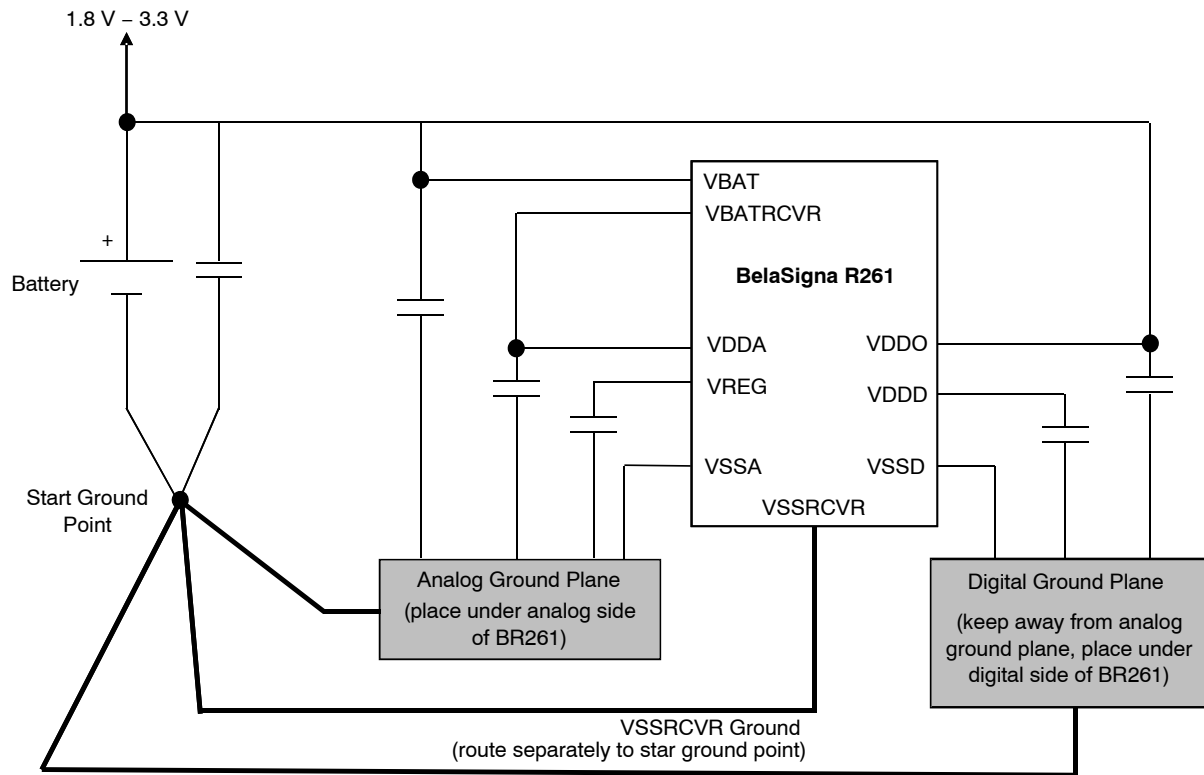 1.8 V – 3.3 V
+
Battery
VBAT
VBATRCVR
BelaSigna R261
VDDA
VDDO
VREG
VDDD
VSSA
VSSD
VSSRCVR
Start Ground
Point
Analog Ground Plane
(place under analog side
of BR261)
Digital Ground Plane
(keep away from analog
ground plane, place under
digital side of BR261)
VSSRCVR Ground
(route separately to star ground point)